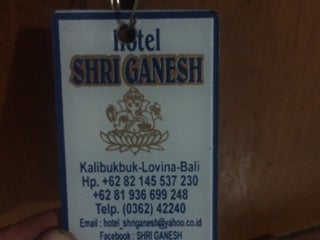 hotel
SHRI GANESH
Kalibukbuk-Lovina-Bali
Hp. +62 82 145 537 230
+62 81 936 699 248
Telp. (0362) 42240
Email : hotel_shriganesh@yahoo.co.id
Facebook : SHRI GANESH